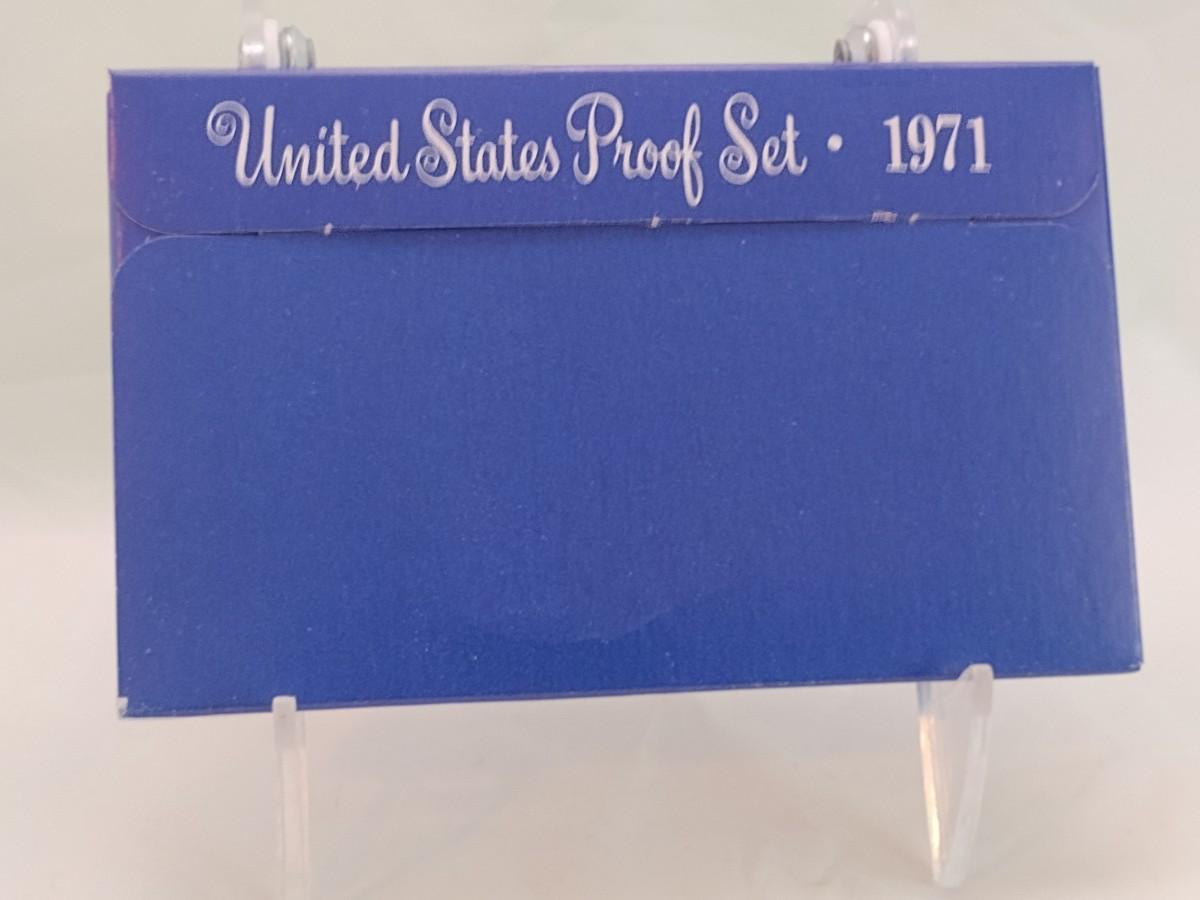 United States Proof Set • 1971